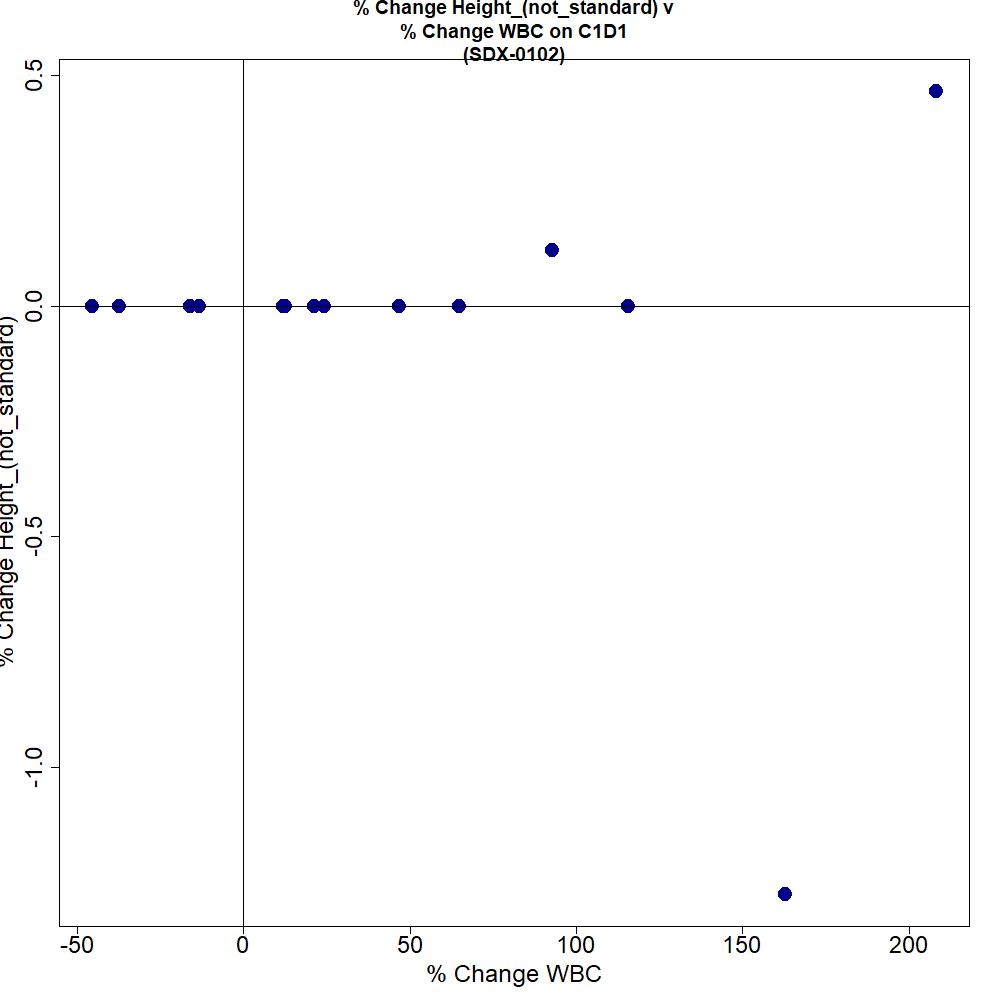 % Change Height_(not_standard) v
% Change WBC on C1D1
(SDX-0102)
% Change Height_(not_standard)
0.5
0.0
-0.5
-1.0
-50 0 50 100 150 200
% Change WBC